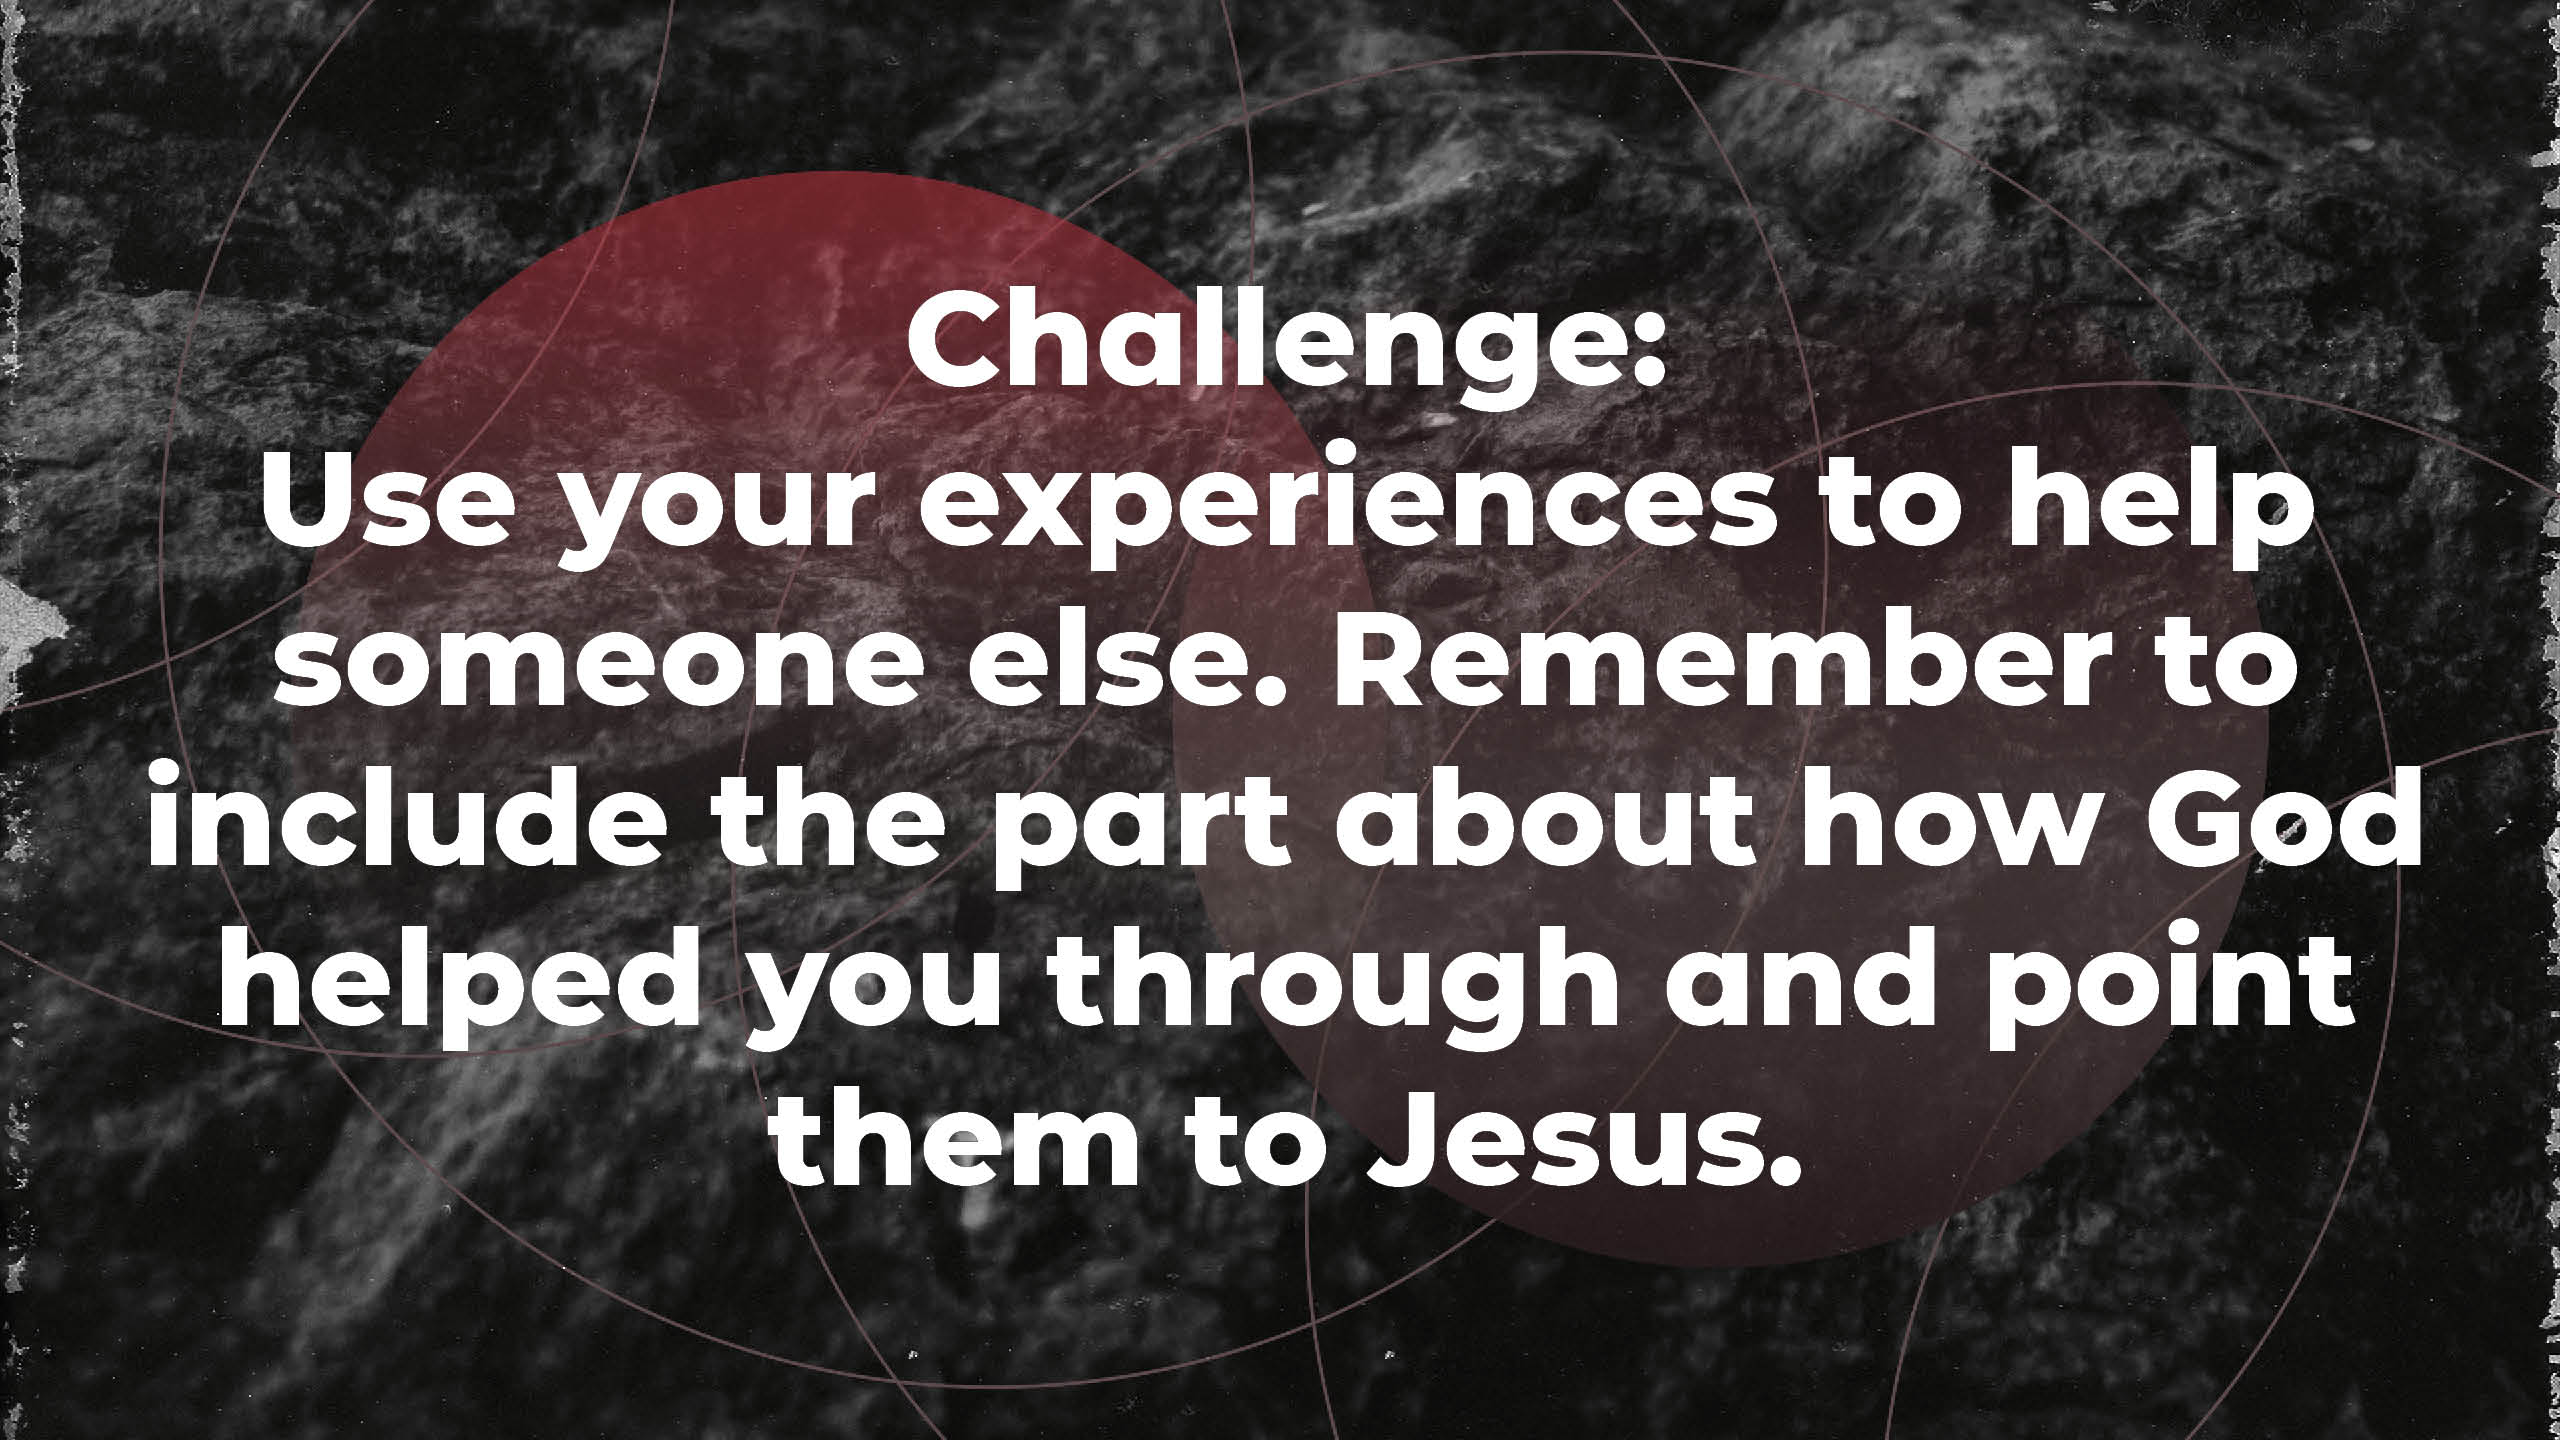 Challenge:
Use your experiences to help
someone else. Remember to
include the part about how God
helped you through and point
them to Jesus.